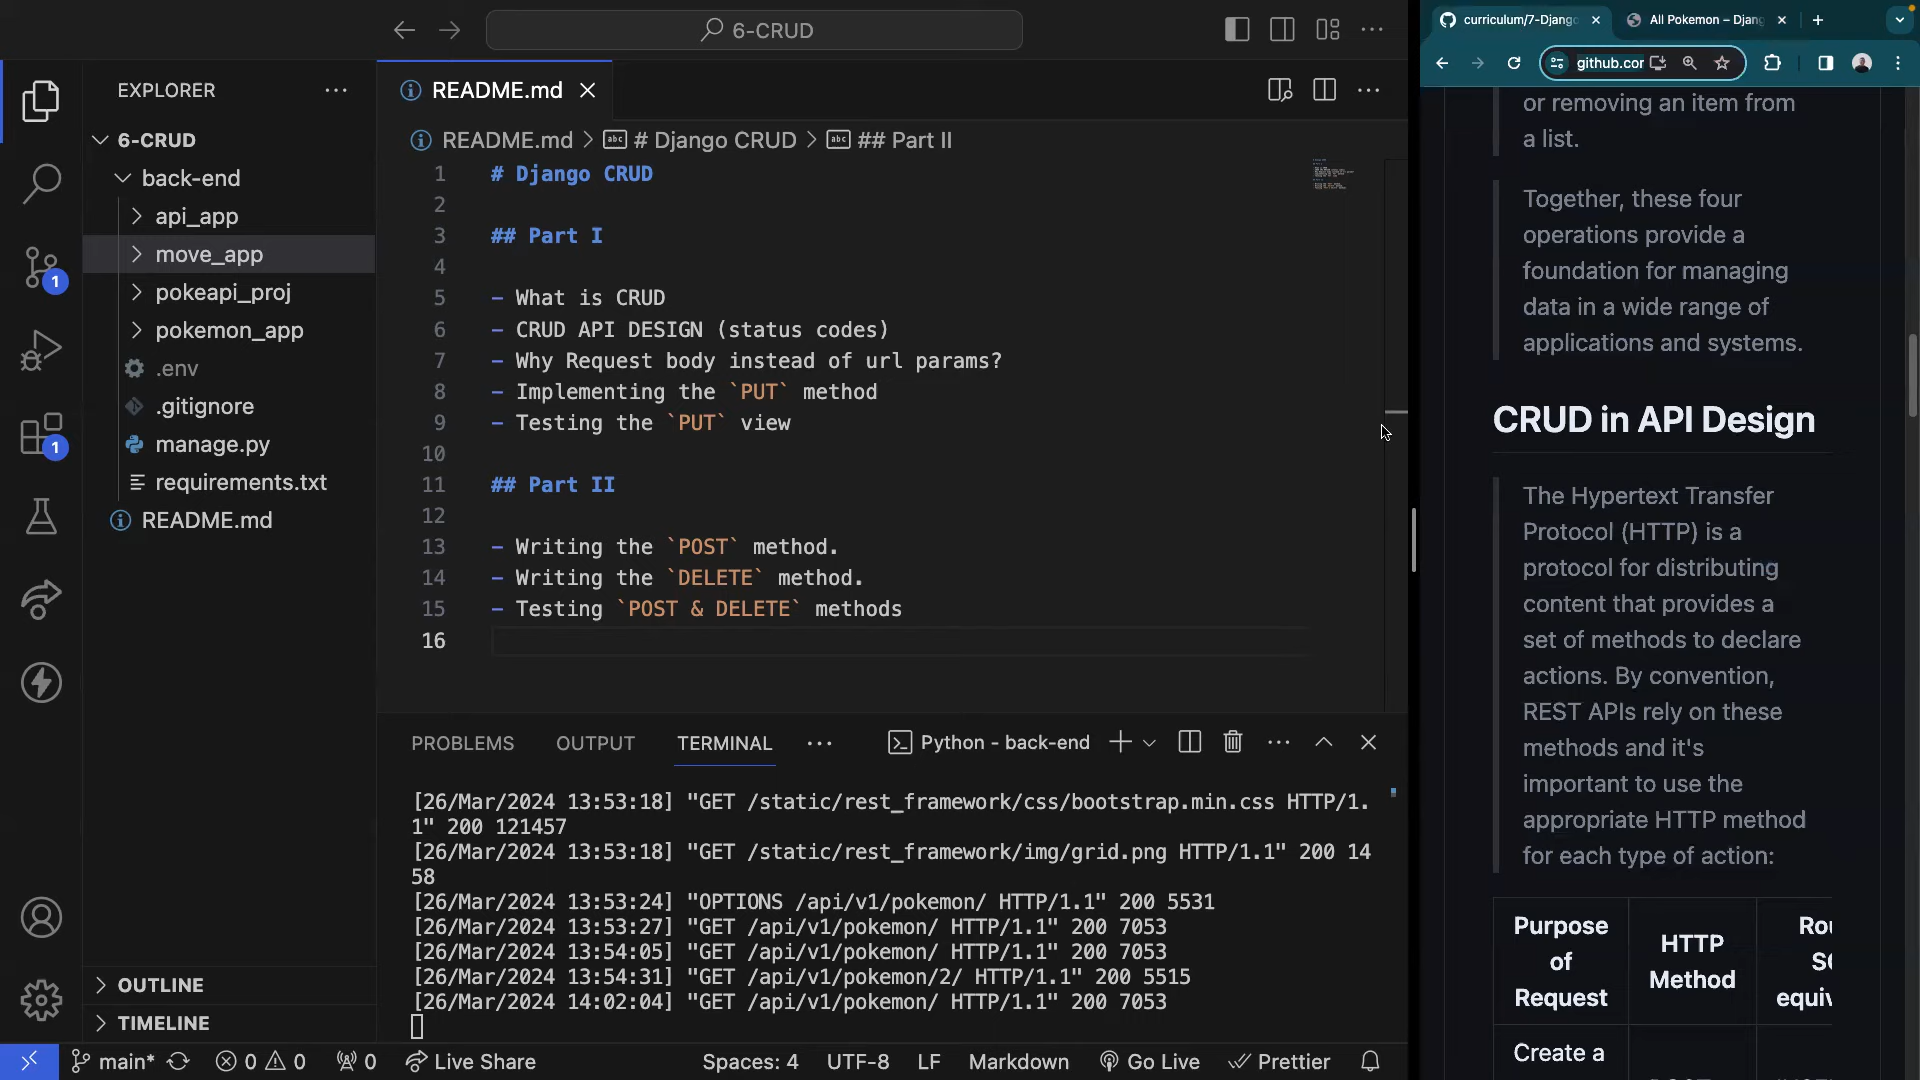 6-CRUD
EXPLORER
6-CRUD
back-end
api_app
move_app
pokeapi_proj
pokemon_app
.env
.gitignore
manage.py
requirements.txt
README.md
OUTLINE
TIMELINE
1
1
README.md
README.md > # Django CRUD > ## Part II
1 # Django CRUD
2
3 ## Part I
4
5 - What is CRUD
6 - CRUD API DESIGN (status codes)
7 - Why Request body instead of url params?
8 - Implementing the `PUT` method
9 - Testing the `PUT` view
10
11 ## Part II
12
13 - Writing the `POST` method.
14 - Writing the `DELETE` method.
15 - Testing `POST & DELETE` methods
16
PROBLEMS OUTPUT TERMINAL Python - back-end
[26/Mar/2024 13:53:18] "GET /static/rest_framework/css/bootstrap.min.css HTTP/1.
1" 200 121457
[26/Mar/2024 13:53:18] "GET /static/rest_framework/img/grid.png HTTP/1.1" 200 14
58
[26/Mar/2024 13:53:24] "OPTIONS /api/v1/pokemon/ HTTP/1.1" 200 5531
[26/Mar/2024 13:53:27] "GET /api/v1/pokemon/ HTTP/1.1" 200 7053
[26/Mar/2024 13:54:05] "GET /api/v1/pokemon/ HTTP/1.1" 200 7053
[26/Mar/2024 13:54:31] "GET /api/v1/pokemon/2/ HTTP/1.1" 200 5515
[26/Mar/2024 14:02:04] "GET /api/v1/pokemon/ HTTP/1.1" 200 7053
main* 0 0 0 Live Share Spaces: 4 UTF-8 LF Markdown Go Live Prettier
curriculum/7-Django All Pokemon – Djang
github.cor
or removing an item from
a list.
Together, these four
operations provide a
foundation for managing
data in a wide range of
applications and systems.
CRUD in API Design
The Hypertext Transfer
Protocol (HTTP) is a
protocol for distributing
content that provides a
set of methods to declare
actions. By convention,
REST APIs rely on these
methods and it's
important to use the
appropriate HTTP method
for each type of action:
Purpose
of
Request
HTTP
Method
Rou
equiv
Create a